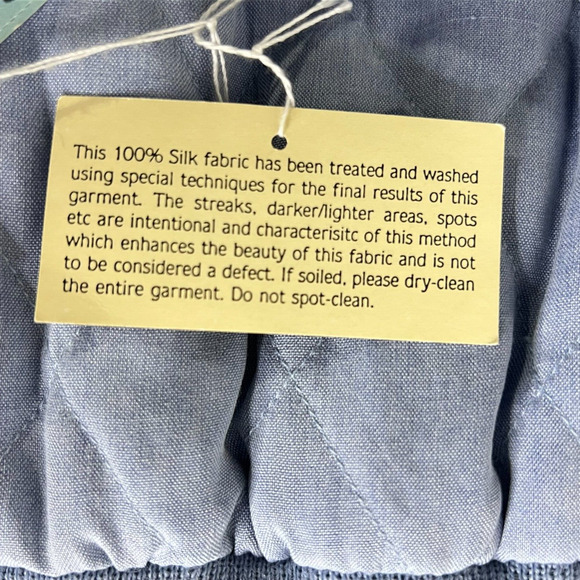 This 100% Silk fabric has been treated and washed
using special techniques for the final results of this
garment. The streaks, darker/lighter areas, spots
etc are intentional and characterisitc of this method
which enhances the beauty of this fabric and is not
to be considered a defect. If soiled, please dry-clean
the entire garment. Do not spot-clean.